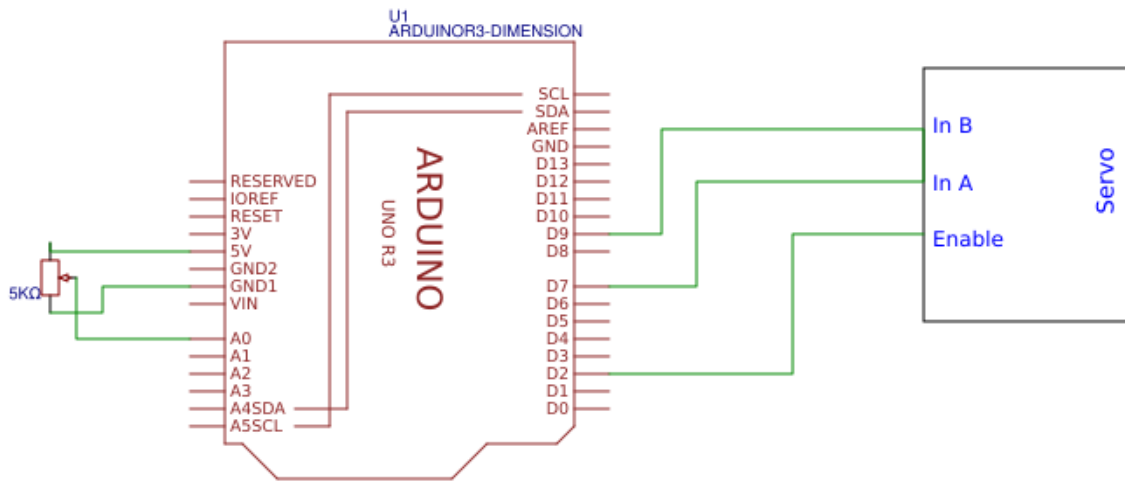 U1
ARDUINOR3-DIMENSION
SCL
SDA
AREF
GND
D13
D12
D11
D10
D9
D8
D7
D6
D5
D4
D3
D2
D1
D0
RESERVED
IOREF
RESET
3V
5V
GND2
GND1
VIN
A0
A1
A2
A3
A4SDA
A5SCL
ARDUINO
UNO R3
5KΩ
In B
In A
Enable
Servo